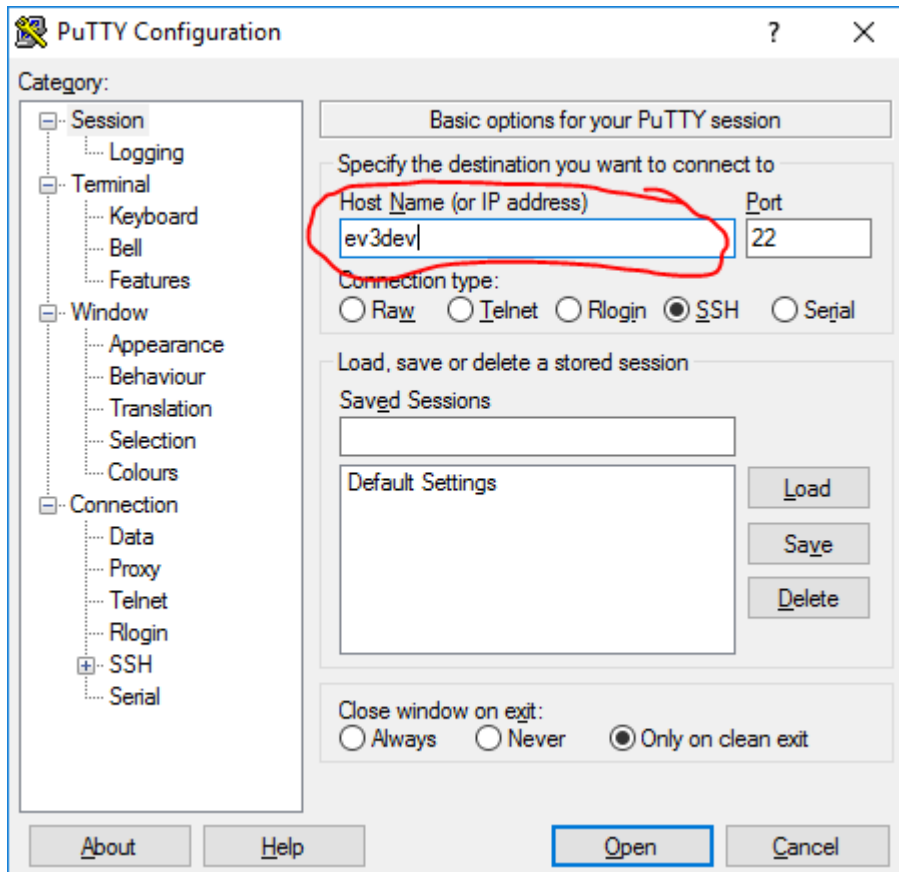 PuTTY Configuration
?
Category:
Session
Logging
Terminal
Keyboard
Bell
Features
Window
Appearance
Behaviour
Translation
Selection
Colours
Connection
Data
Proxy
Telnet
Rlogin
SSH
Serial
Basic options for your PuTTY session
Specify the destination you want to connect to
Host Name (or IP address) Port
ev3dev 22
Connection type:
Raw Telnet Rlogin SSH Serial
Load, save or delete a stored session
Saved Sessions
Default Settings
Load
Save
Delete
Close window on exit:
Always Never Only on clean exit
About Help Open Cancel